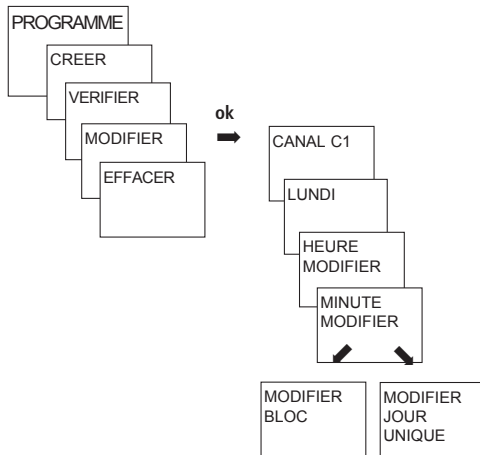 PROGRAMME
CREER
VERIFIER
MODIFIER
EFFACER
ok
CANAL C1
LUNDI
HEURE
MODIFIER
MINUTE
MODIFIER
MODIFIER
BLOC
MODIFIER
JOUR
UNIQUE